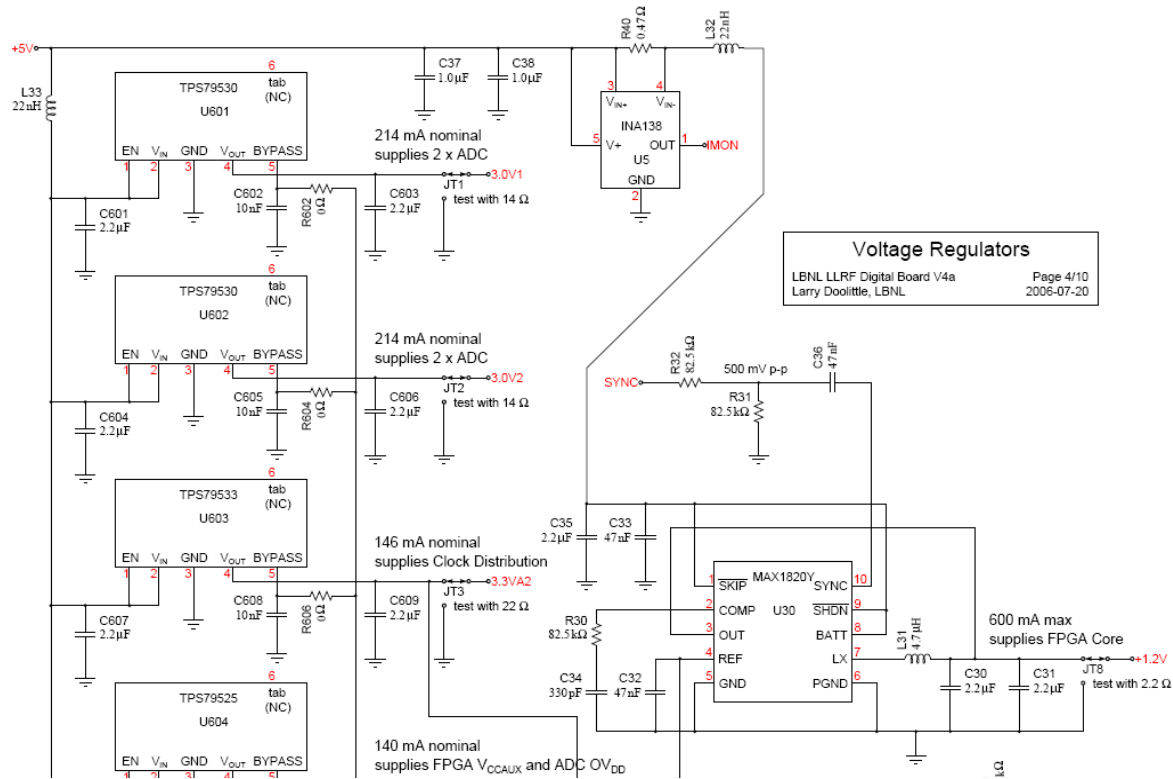 +5V
L33
22nH
6
TPS79530
tab
(NC)
U601
EN VIN GND VOUT BYPASS
1 2 3 4 5
C601
2.2µF
C602
10nF
R602
0Ω
214 mA nominal
supplies 2 x ADC
C603
2.2µF
JT1
3.0V1
test with 14 Ω
C37
1.0µF
C38
1.0µF
R40
0.47Ω
L32
22nH
3 4
VIN+ VIN-
INA138
5 V+ OUT 1 IMON
U5
GND
2
Voltage Regulators
LBNL LLRF Digital Board V4a Page 4/10
Larry Doolittle, LBNL 2006-07-20
6
TPS79530
tab
(NC)
U602
EN VIN GND VOUT BYPASS
1 2 3 4 5
C604
2.2µF
C605
10nF
R604
0Ω
214 mA nominal
supplies 2 x ADC
C606
2.2µF
JT2
3.0V2
test with 14 Ω
SYNC
R32
82.5kΩ
500 mV p-p
C36
47nF
R31
82.5kΩ
6
TPS79533
tab
(NC)
U603
EN VIN GND VOUT BYPASS
1 2 3 4 5
C607
2.2µF
C608
10nF
R606
0Ω
146 mA nominal
supplies Clock Distribution
C609
2.2µF
JT3
3.3VA2
test with 22 Ω
C35
2.2µF
C33
47nF
MAX1820Y
U30
1 SKIP SYNC 10
2 COMP SHDN 9
3 OUT BATT 8
4 REF LX 7
5 GND PGND 6
R30
82.5kΩ
C34
330pF
C32
47nF
L31
4.7µH
600 mA max
supplies FPGA Core
C30
2.2µF
C31
2.2µF
JT8
+1.2V
test with 2.2 Ω
6
TPS79525
tab
(NC)
U604
EN VIN GND VOUT BYPASS
1 2 3 4 5
140 mA nominal
supplies FPGA VCCAUX and ADC OVDD
kΩ